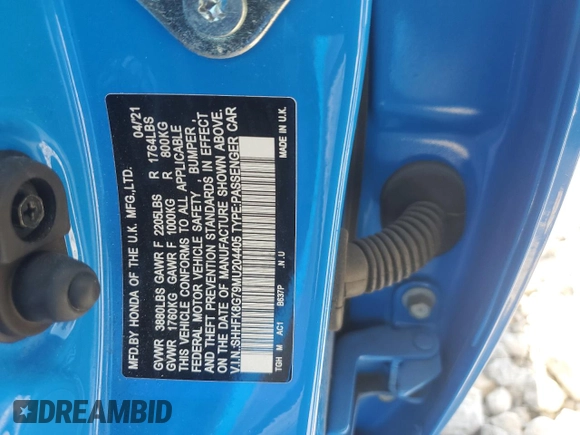 MFD.BY HONDA OF THE U.K. MFG.,LTD. 04/21
GVWR 3880LBS GAWR F 2205LBS R 1764LBS
GVWR 1760KG GAWR F 1000KG R 800KG
THIS VEHICLE CONFORMS TO ALL APPLICABLE
FEDERAL MOTOR VEHICLE SAFETY BUMPER ,
AND THEFT PREVENTION STANDARDS IN EFFECT
ON THE DATE OF MANUFACTURE SHOWN ABOVE.
V.I.N.SHHFK8G79MU204405 TYPE:PASSENGER CAR
TGH M AC1 B637P .N.U MADE IN U.K.
DREAMBID